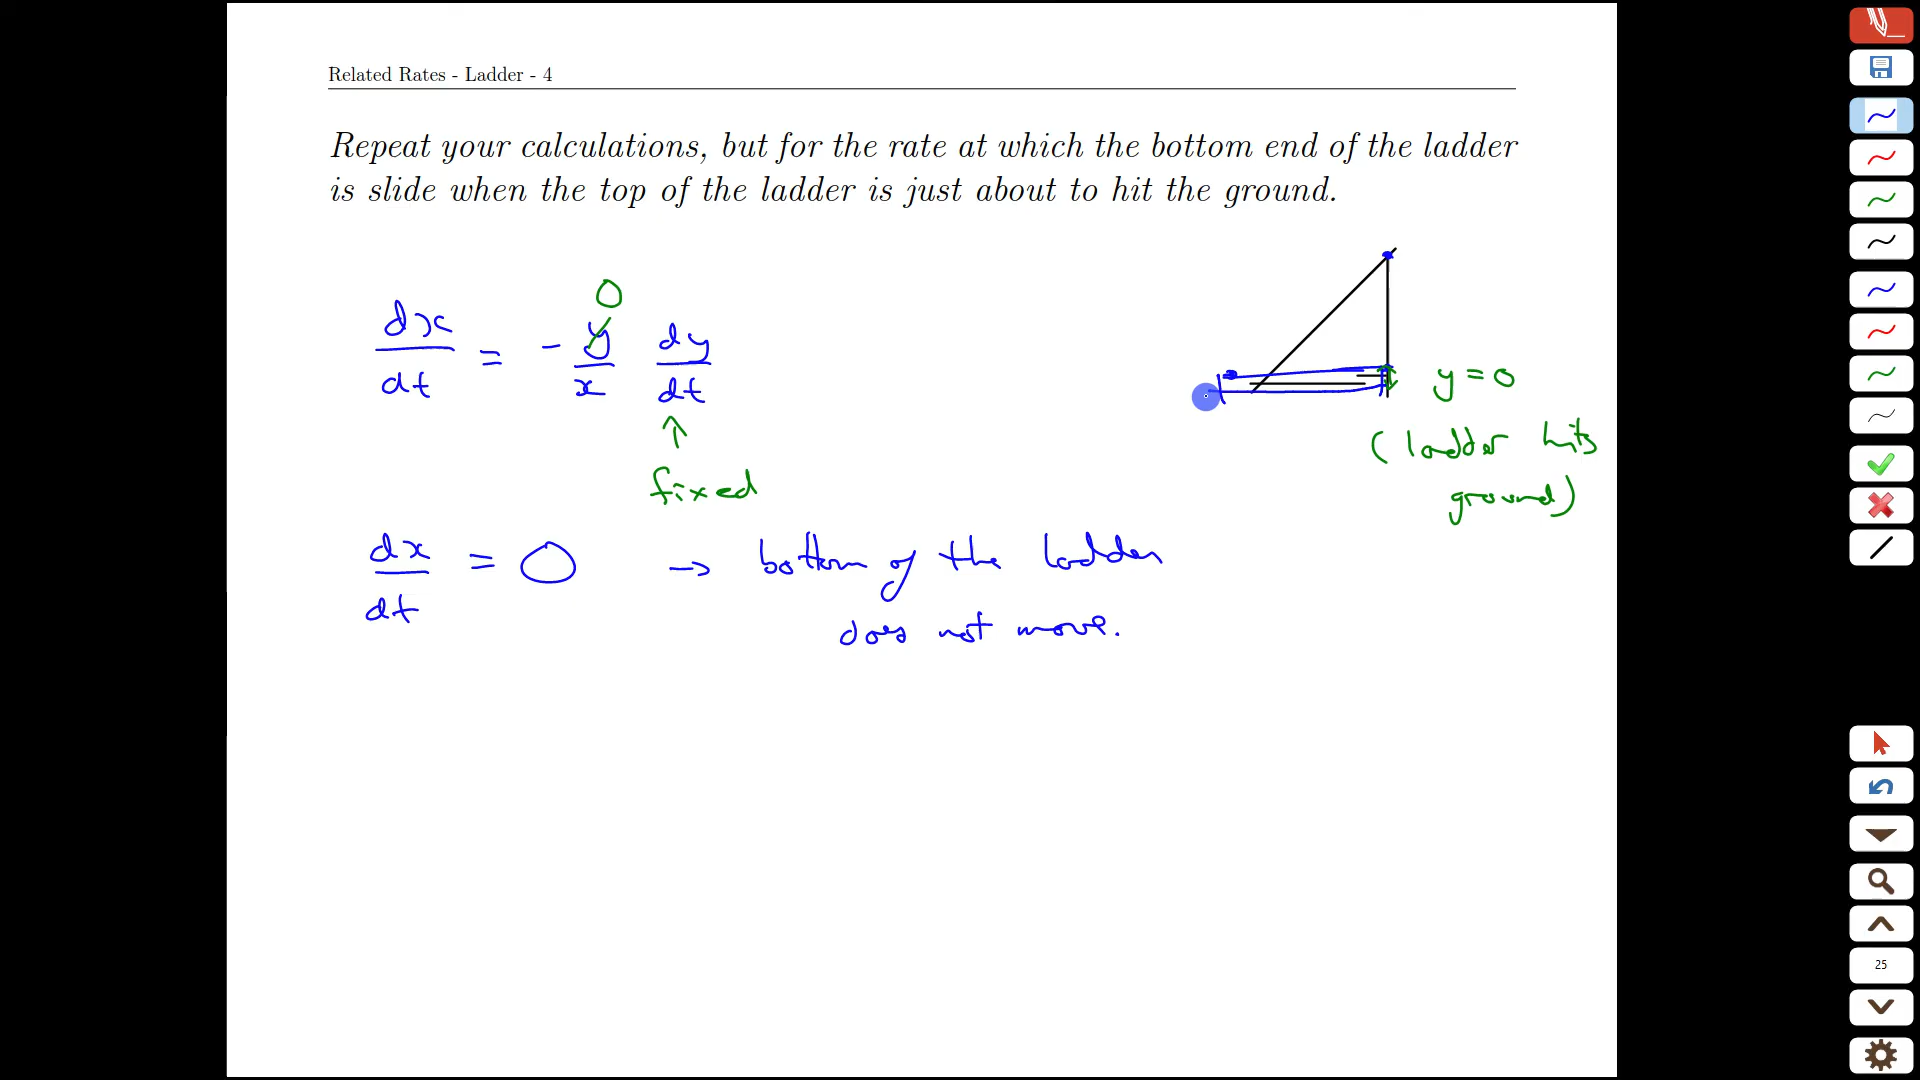 Related Rates - Ladder - 4
Repeat your calculations, but for the rate at which the bottom end of the ladder
is slide when the top of the ladder is just about to hit the ground.
0
dx/dt = - y/x dy/dt
↑
fixed
y = 0
(ladder hits
ground)
dx/dt = 0 → bottom of the ladder
does not move.
25